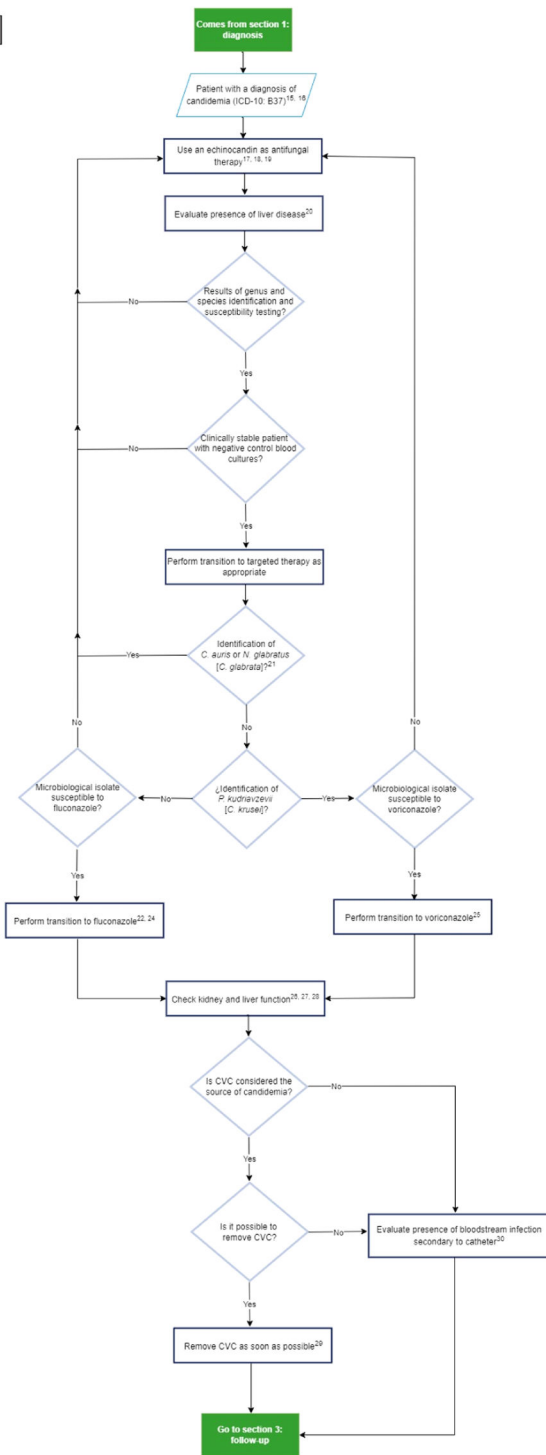 Comes from section 1:
diagnosis
Patient with a diagnosis of
candidemia (ICD-10: B37)15, 16
Use an echinocandin as antifungal
therapy17, 18, 19
Evaluate presence of liver disease20
Results of genus and
species identification and
susceptibility testing?
No
Yes
Clinically stable patient
with negative control blood
cultures?
No
Yes
Perform transition to targeted therapy as
appropriate
Identification of
C. auris or N. glabratus
[C. glabrata]?21
Yes
No
No
No
Microbiological isolate
susceptible to
fluconazole?
No
¿Identification of
P. kudriavzevii
[C. krusei]?
Yes
Microbiological isolate
susceptible to
voriconazole?
Yes
Yes
Perform transition to fluconazole22, 24
Perform transition to voriconazole25
Check kidney and liver function26, 27, 28
Is CVC considered the
source of candidemia?
No
Yes
Is it possible to
remove CVC?
No
Evaluate presence of bloodstream infection
secondary to catheter30
Yes
Remove CVC as soon as possible29
Go to section 3:
follow-up